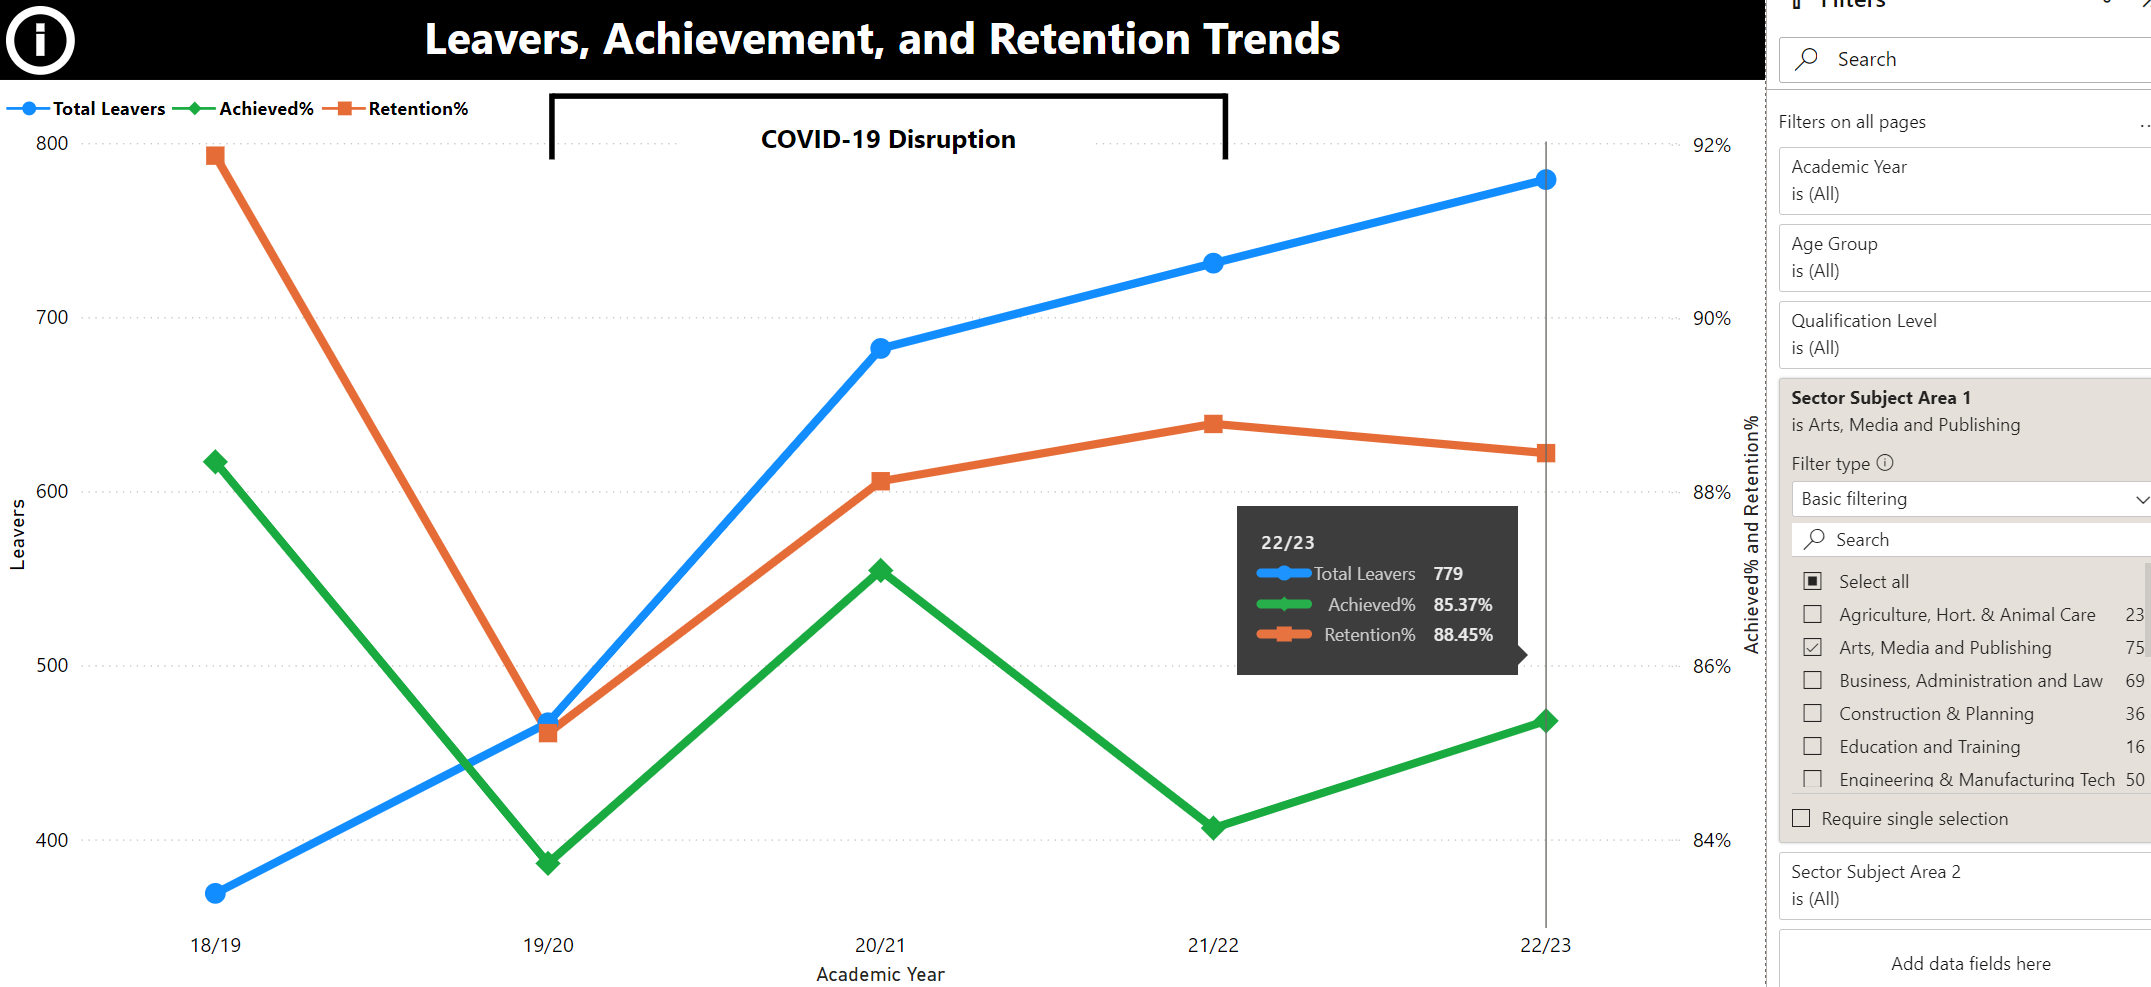 Leavers, Achievement, and Retention Trends
Total Leavers Achieved% Retention%
COVID-19 Disruption
800
700
600
500
400
Leavers
92%
90%
88%
86%
84%
Achieved% and Retention%
22/23
Total Leavers 779
Achieved% 85.37%
Retention% 88.45%
18/19 19/20 20/21 21/22 22/23
Academic Year
Filters
Search
Filters on all pages
Academic Year
is (All)
Age Group
is (All)
Qualification Level
is (All)
Sector Subject Area 1
is Arts, Media and Publishing
Filter type
Basic filtering
Search
Select all
Agriculture, Hort. & Animal Care 23
Arts, Media and Publishing 75
Business, Administration and Law 69
Construction & Planning 36
Education and Training 16
Engineering & Manufacturing Tech 50
Require single selection
Sector Subject Area 2
is (All)
Add data fields here